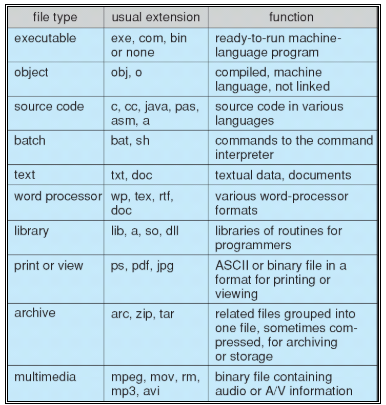 file type usual extension function
executable exe, com, bin ready-to-run machine-
or none language program
object obj, o compiled, machine
language, not linked
source code c, cc, java, pas, source code in various
asm, a languages
batch bat, sh commands to the command
interpreter
text txt, doc textual data, documents
word processor wp, tex, rtf, various word-processor
doc formats
library lib, a, so, dll libraries of routines for
programmers
print or view ps, pdf, jpg ASCII or binary file in a
format for printing or
viewing
archive arc, zip, tar related files grouped into
one file, sometimes com-
pressed, for archiving
or storage
multimedia mpeg, mov, rm, binary file containing
mp3, avi audio or A/V information